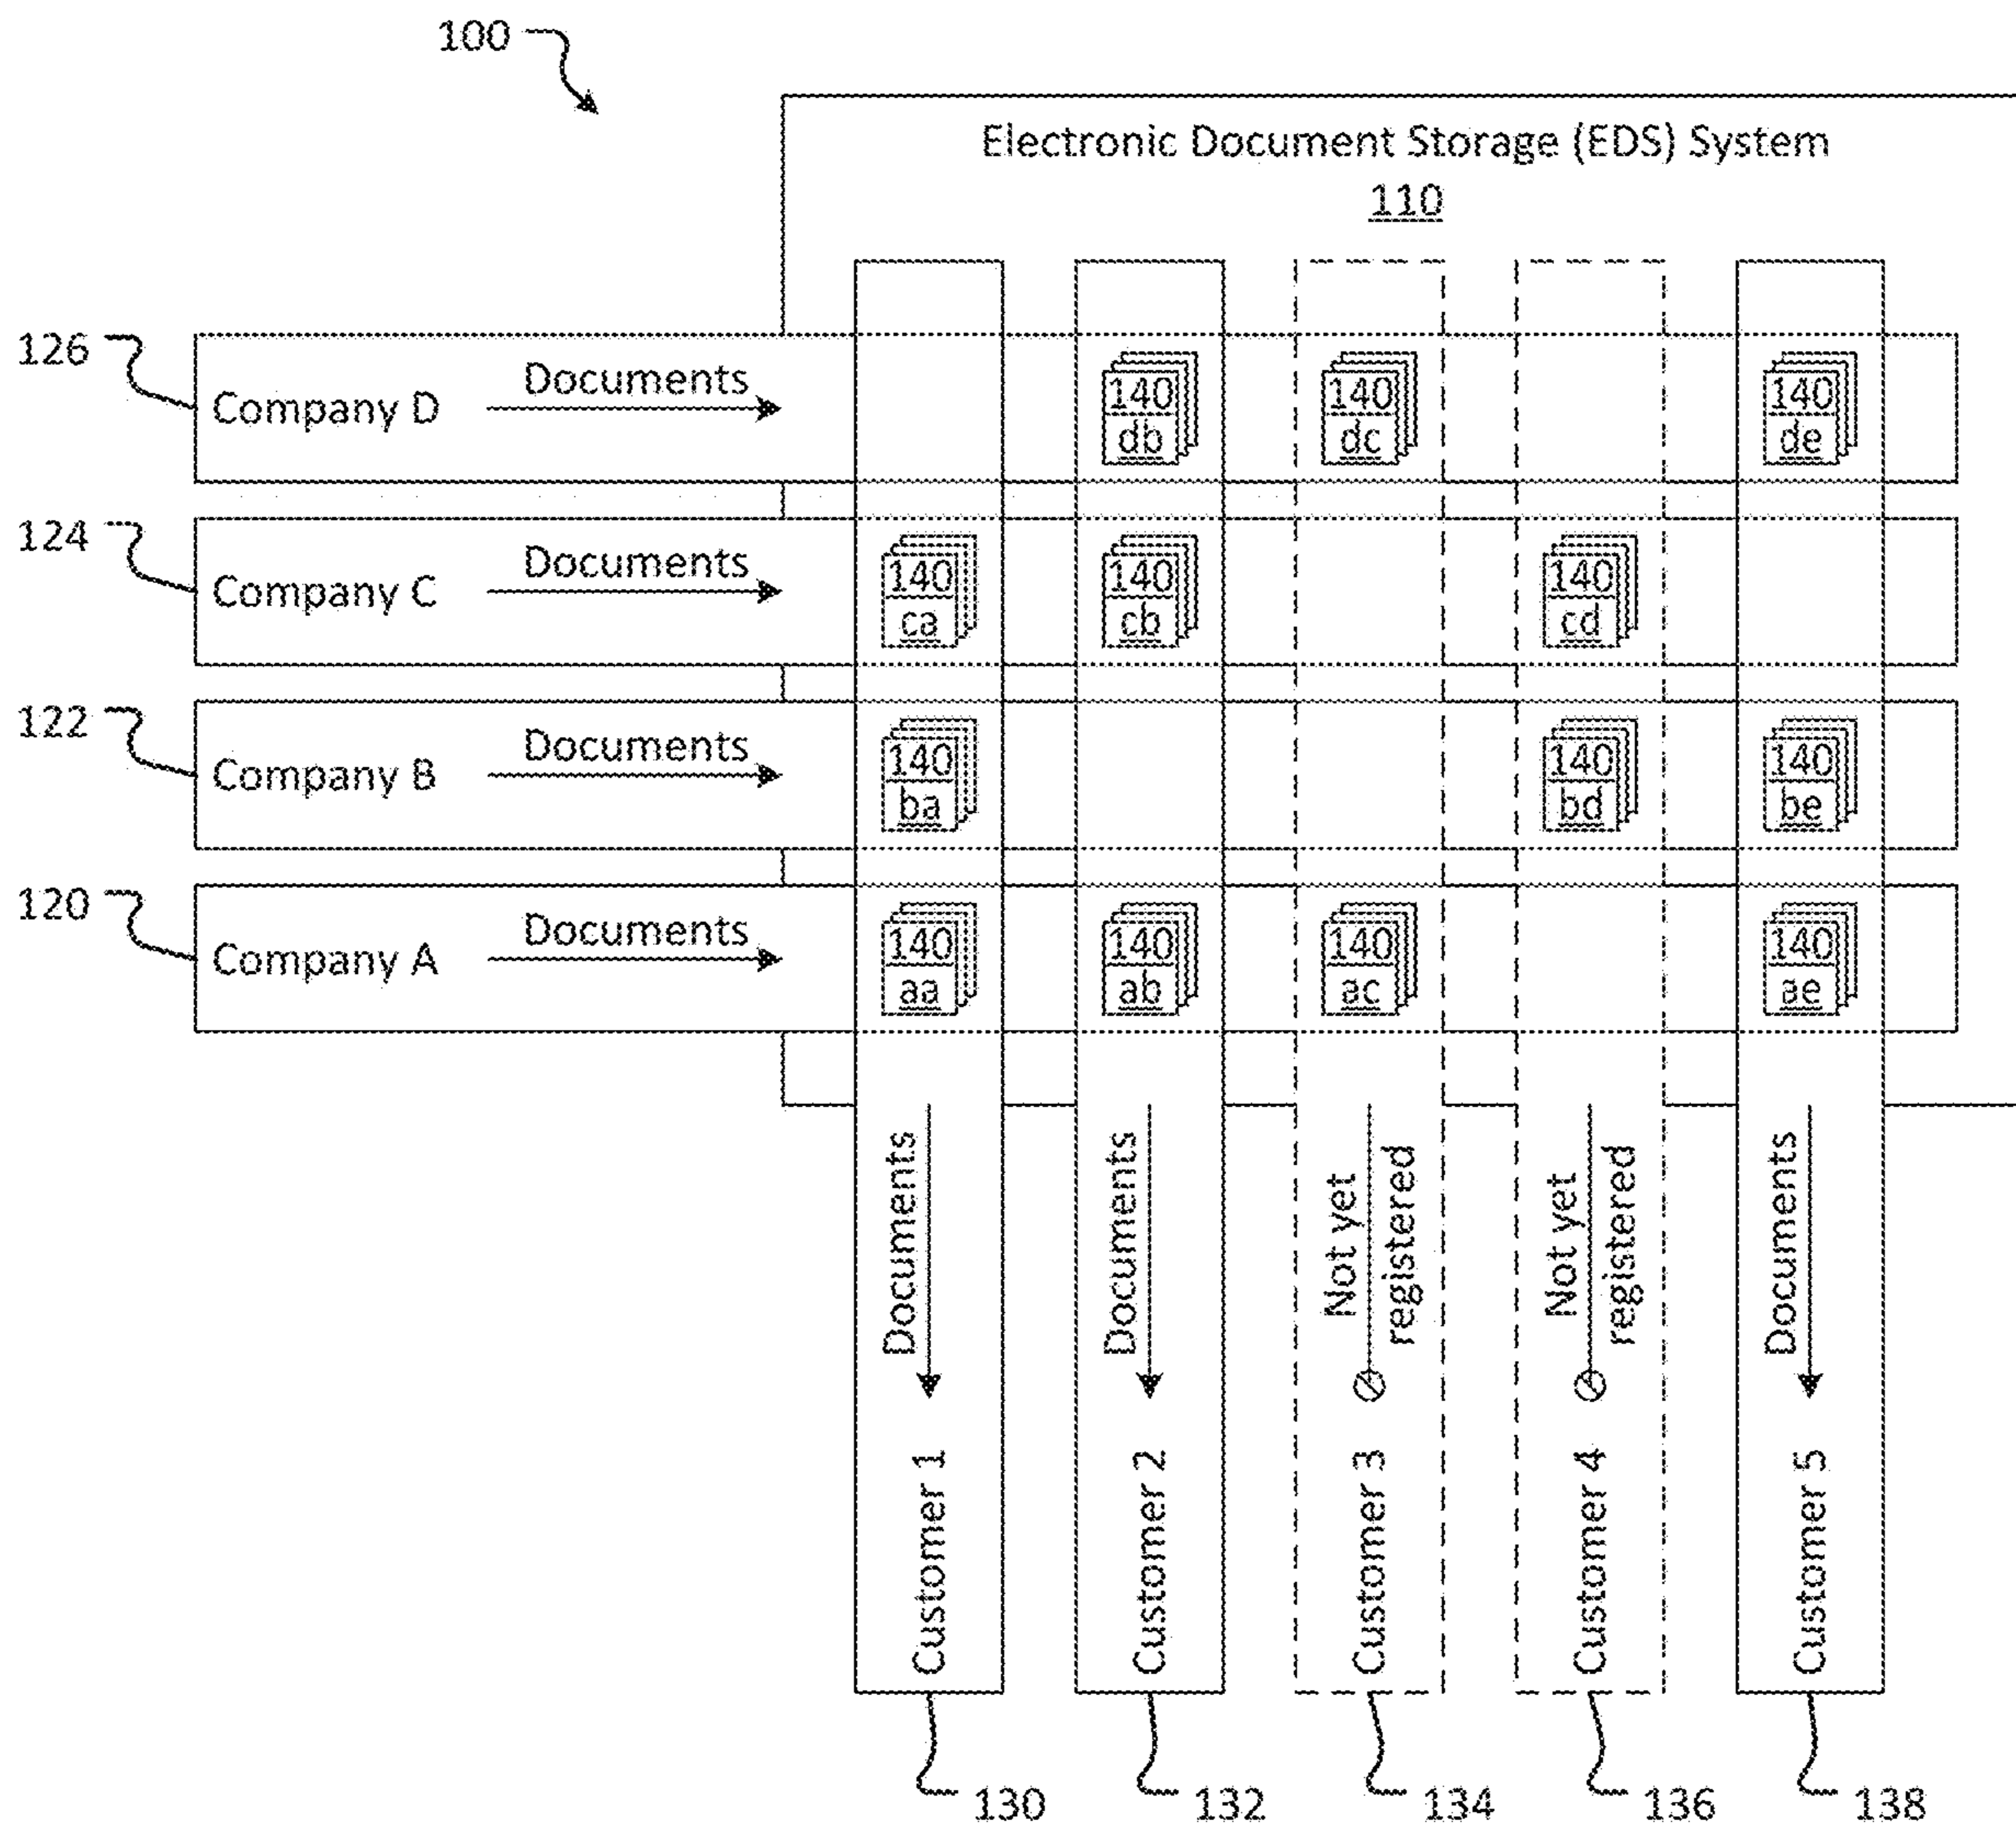 100
Electronic Document Storage (EDS) System
110
126
Company D
Documents
140
db
140
dc
140
de
124
Company C
Documents
140
ca
140
cb
140
cd
122
Company B
Documents
140
ba
140
bd
140
be
120
Company A
Documents
140
aa
140
ab
140
ac
140
ae
Documents
Documents
Not yet
registered
Not yet
registered
Documents
Customer 1
Customer 2
Customer 3
Customer 4
Customer 5
130
132
134
136
138